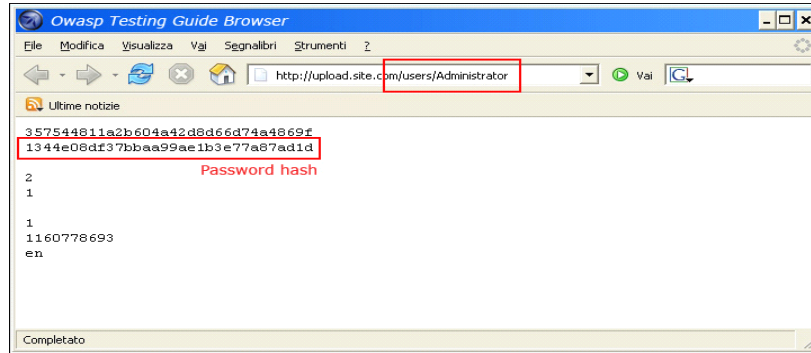 Owasp Testing Guide Browser
File Modifica Visualizza Vai Segnalibri Strumenti ?
http://upload.site.com/users/Administrator Vai G
Ultime notizie
357544811a2b604a42d8d66d74a4869f
1344e08df37bbaa99ae1b3e77a87ad1d
Password hash
2
1
1
1160778693
en
Completato